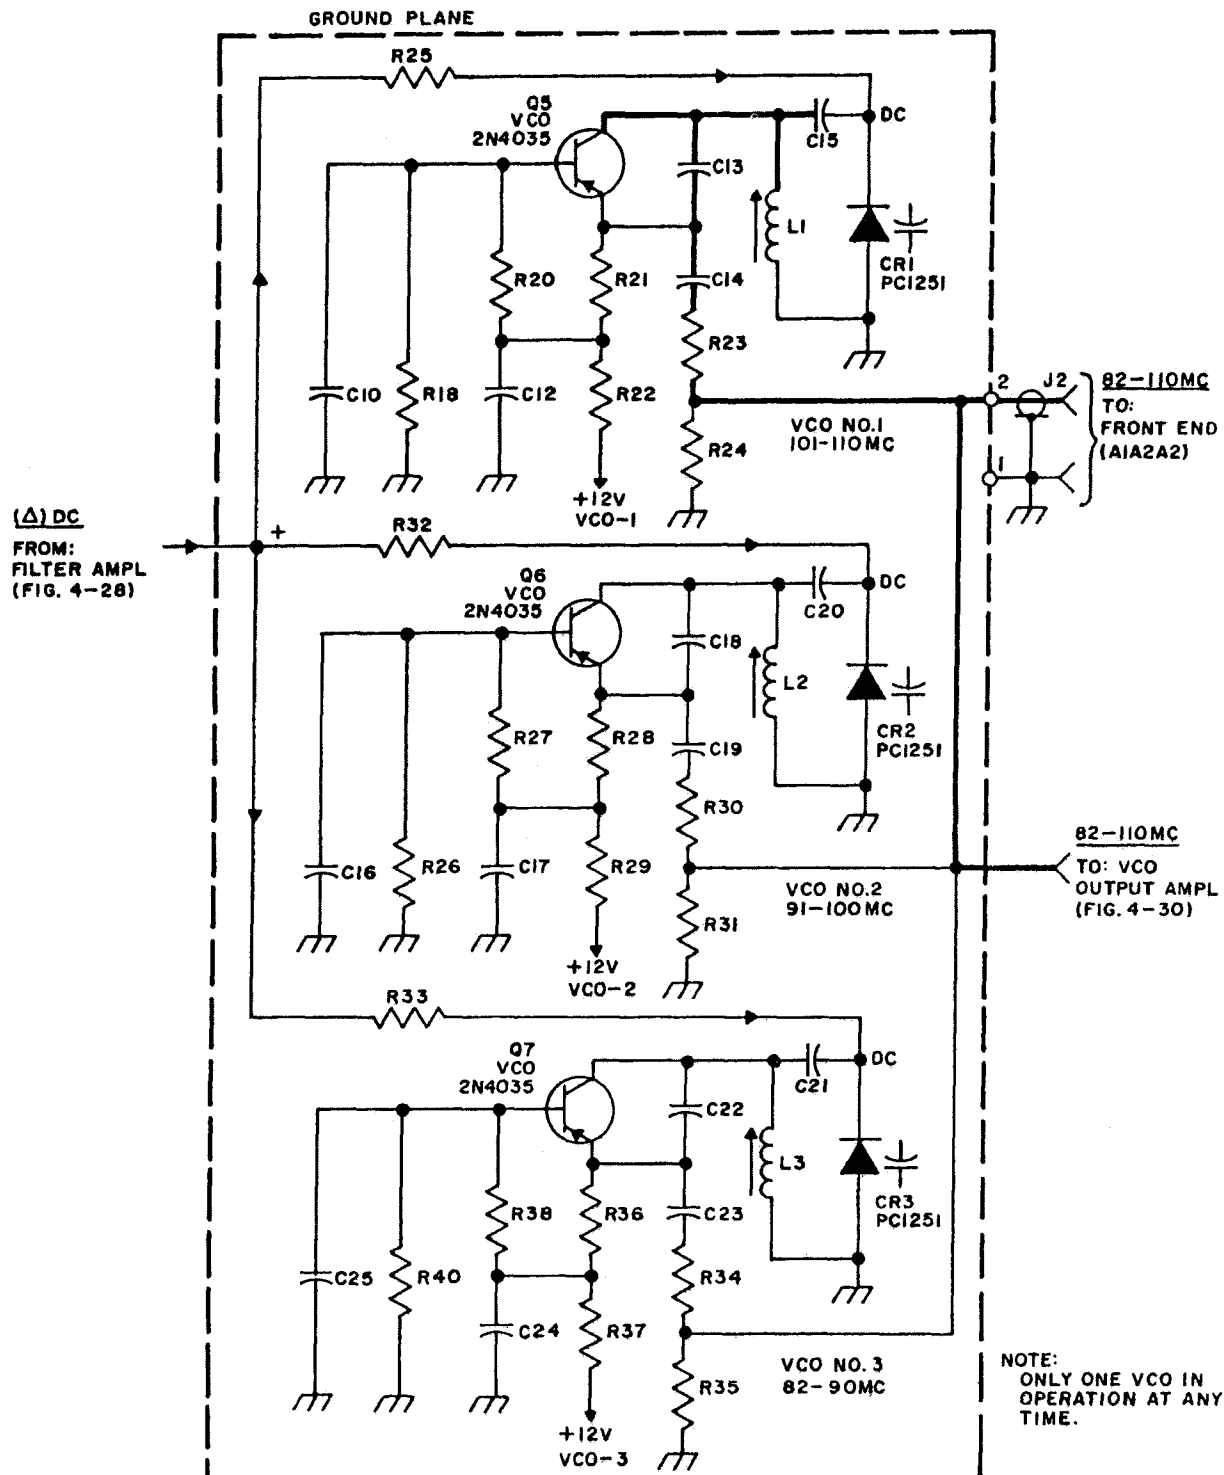 GROUND PLANE
R25
Q5
VCO
2N4035
C15
DC
C13
L1
CR1
PC1251
R20
R21
C14
R23
C10
R18
C12
R22
R24
+12V
VCO-1
VCO NO.1
101-110MC
2
J2
1
82-110MC
TO:
FRONT END
(A1A2A2)
(Δ) DC
FROM:
FILTER AMPL
(FIG. 4-28)
+
R32
Q6
VCO
2N4035
C20
DC
C18
L2
CR2
PC1251
R27
R28
C19
R30
C16
R26
C17
R29
R31
+12V
VCO-2
VCO NO.2
91-100MC
82-110MC
TO: VCO
OUTPUT AMPL
(FIG. 4-30)
R33
Q7
VCO
2N4035
C21
DC
C22
L3
CR3
PC1251
R38
R36
C23
R34
C25
R40
C24
R37
R35
+12V
VCO-3
VCO NO. 3
82-90MC
NOTE:
ONLY ONE VCO IN
OPERATION AT ANY
TIME.